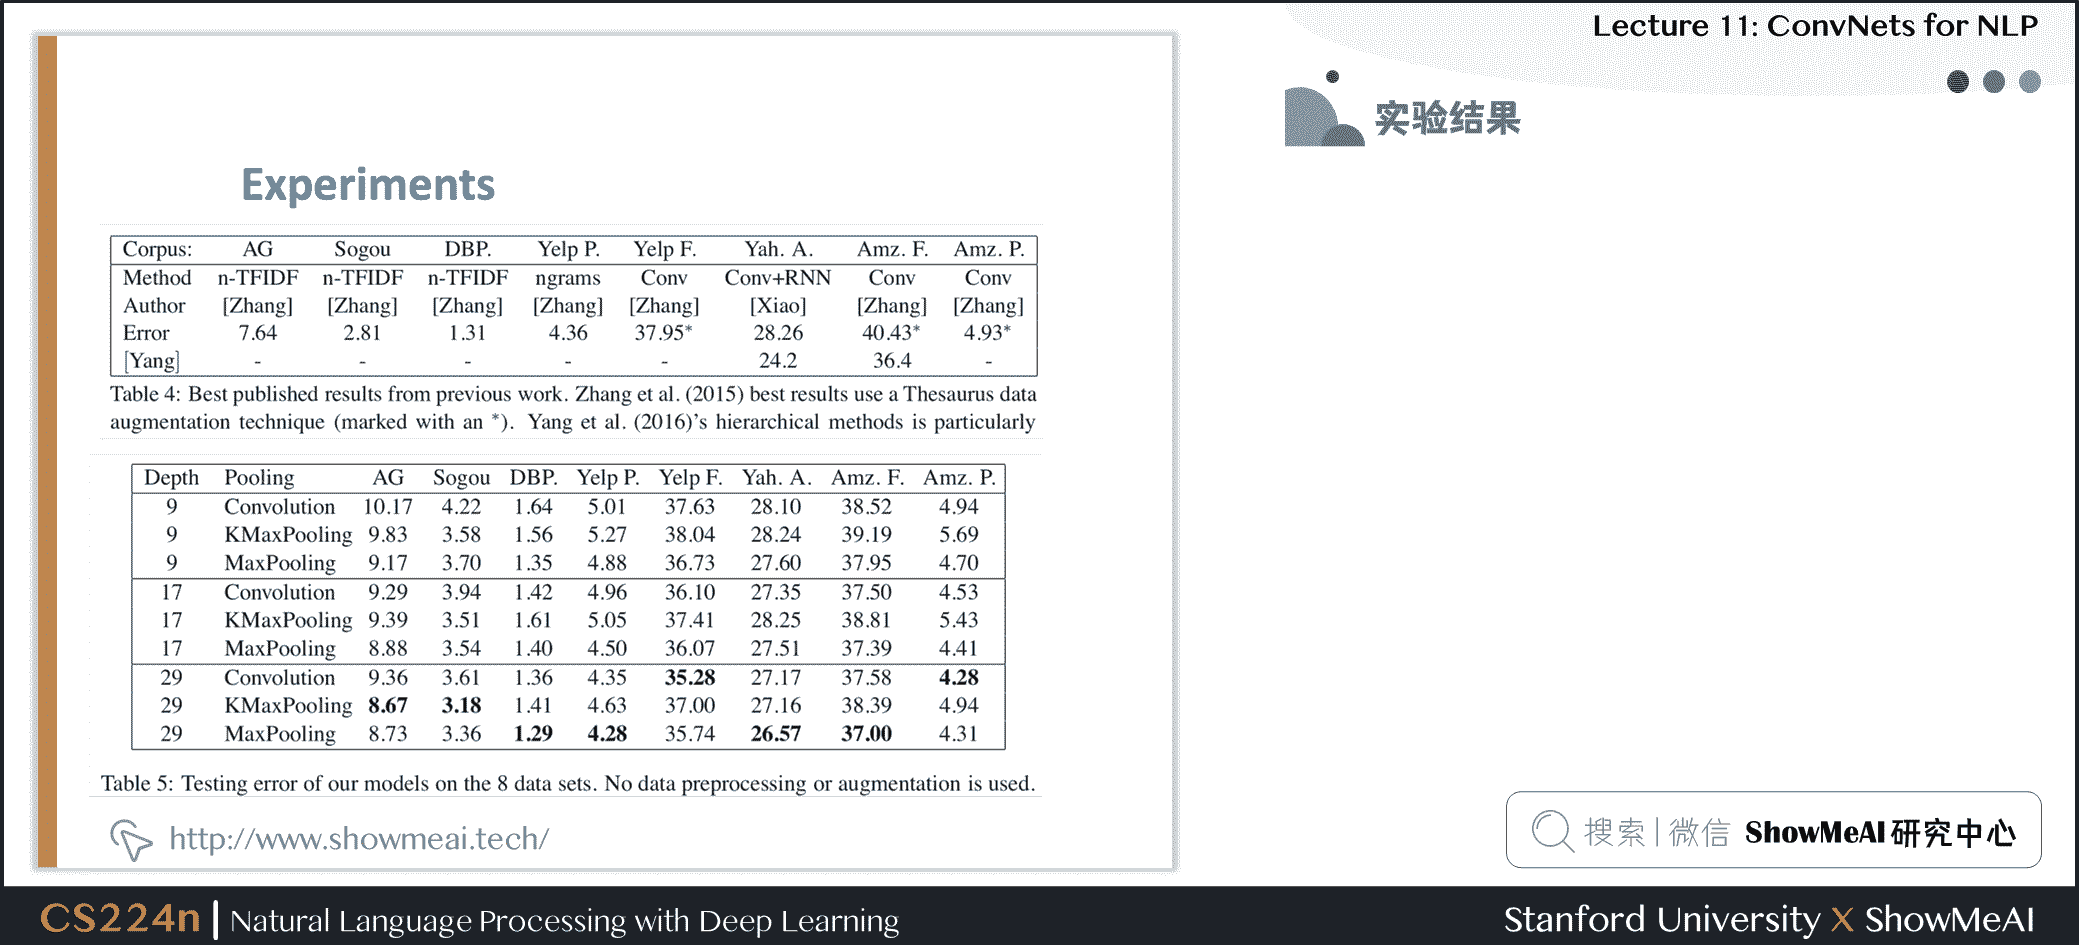 Lecture 11: ConvNets for NLP
实验结果
Experiments
Corpus: AG Sogou DBP. Yelp P. Yelp F. Yah. A. Amz. F. Amz. P.
Method n-TFIDF n-TFIDF n-TFIDF ngrams Conv Conv+RNN Conv Conv
Author [Zhang] [Zhang] [Zhang] [Zhang] [Zhang] [Xiao] [Zhang] [Zhang]
Error 7.64 2.81 1.31 4.36 37.95* 28.26 40.43* 4.93*
[Yang] - - - - - 24.2 36.4 -
Table 4: Best published results from previous work. Zhang et al. (2015) best results use a Thesaurus data
augmentation technique (marked with an *). Yang et al. (2016)'s hierarchical methods is particularly
Depth Pooling AG Sogou DBP. Yelp P. Yelp F. Yah. A. Amz. F. Amz. P.
9 Convolution 10.17 4.22 1.64 5.01 37.63 28.10 38.52 4.94
9 KMaxPooling 9.83 3.58 1.56 5.27 38.04 28.24 39.19 5.69
9 MaxPooling 9.17 3.70 1.35 4.88 36.73 27.60 37.95 4.70
17 Convolution 9.29 3.94 1.42 4.96 36.10 27.35 37.50 4.53
17 KMaxPooling 9.39 3.51 1.61 5.05 37.41 28.25 38.81 5.43
17 MaxPooling 8.88 3.54 1.40 4.50 36.07 27.51 37.39 4.41
29 Convolution 9.36 3.61 1.36 4.35 35.28 27.17 37.58 4.28
29 KMaxPooling 8.67 3.18 1.41 4.63 37.00 27.16 38.39 4.94
29 MaxPooling 8.73 3.36 1.29 4.28 35.74 26.57 37.00 4.31
Table 5: Testing error of our models on the 8 data sets. No data preprocessing or augmentation is used.
http://www.showmeai.tech/
搜索|微信 ShowMeAI研究中心
CS224n | Natural Language Processing with Deep Learning
Stanford University X ShowMeAI